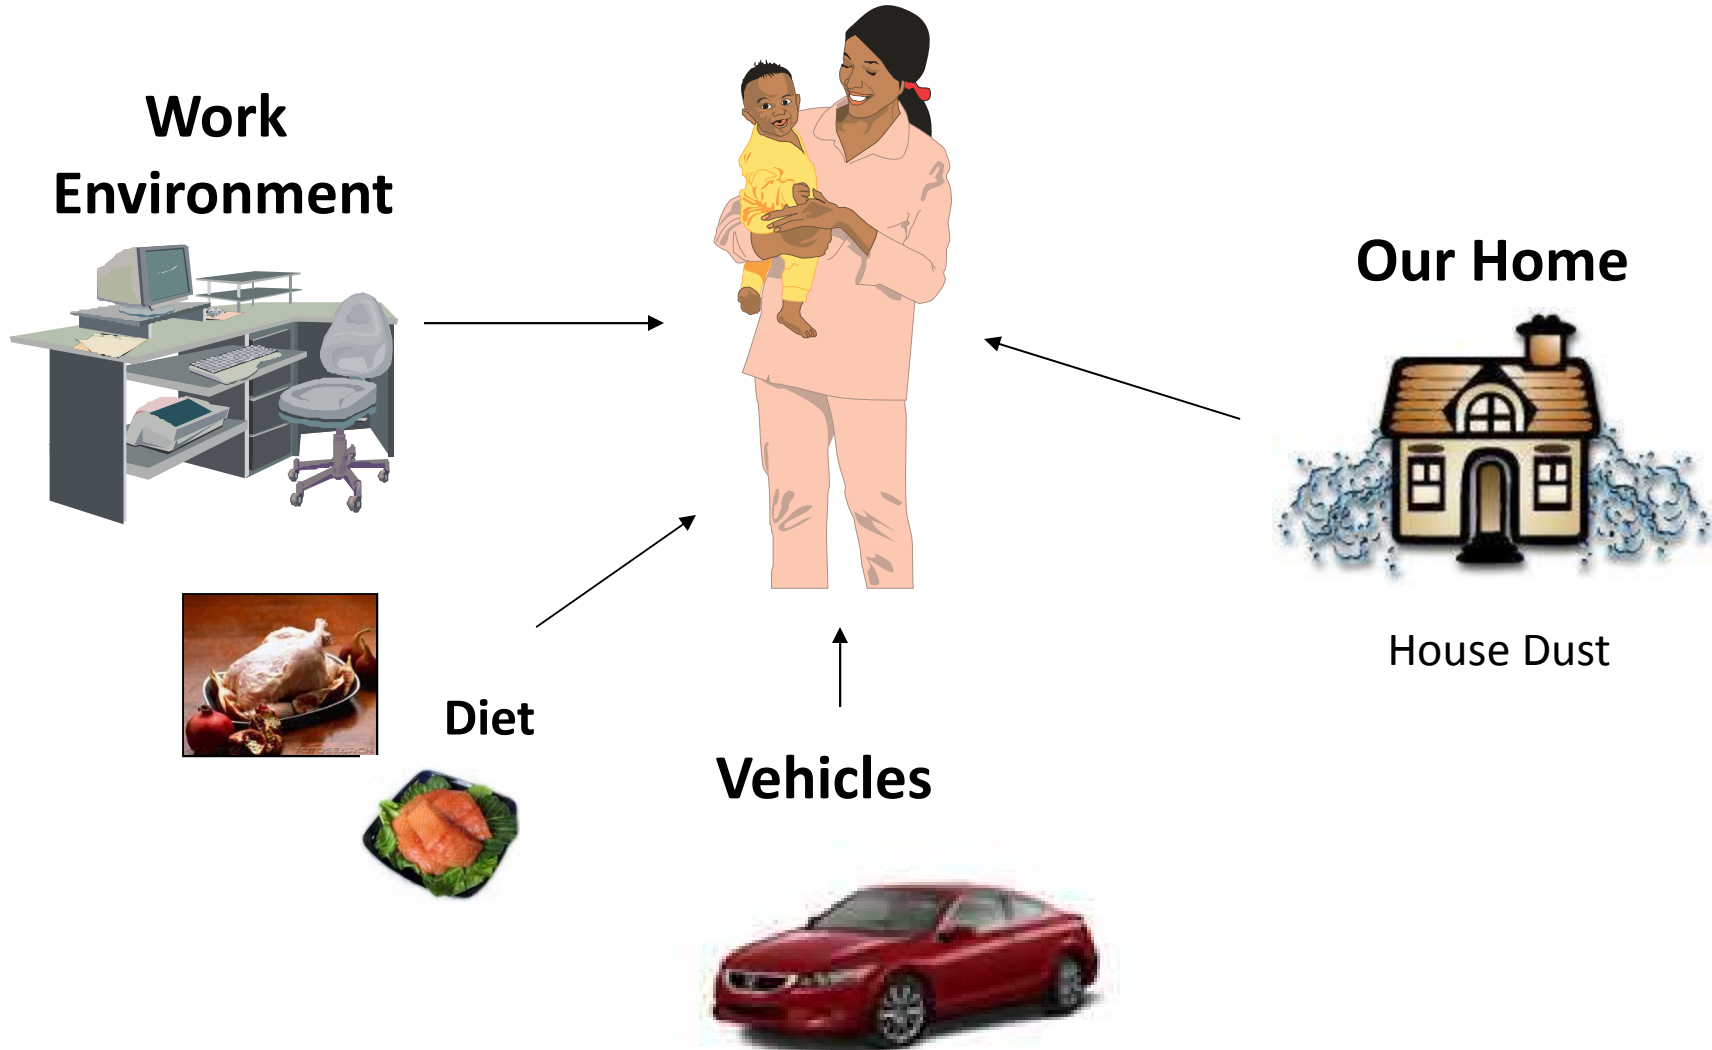 Work
Environment
Our Home
House Dust
Diet
Vehicles